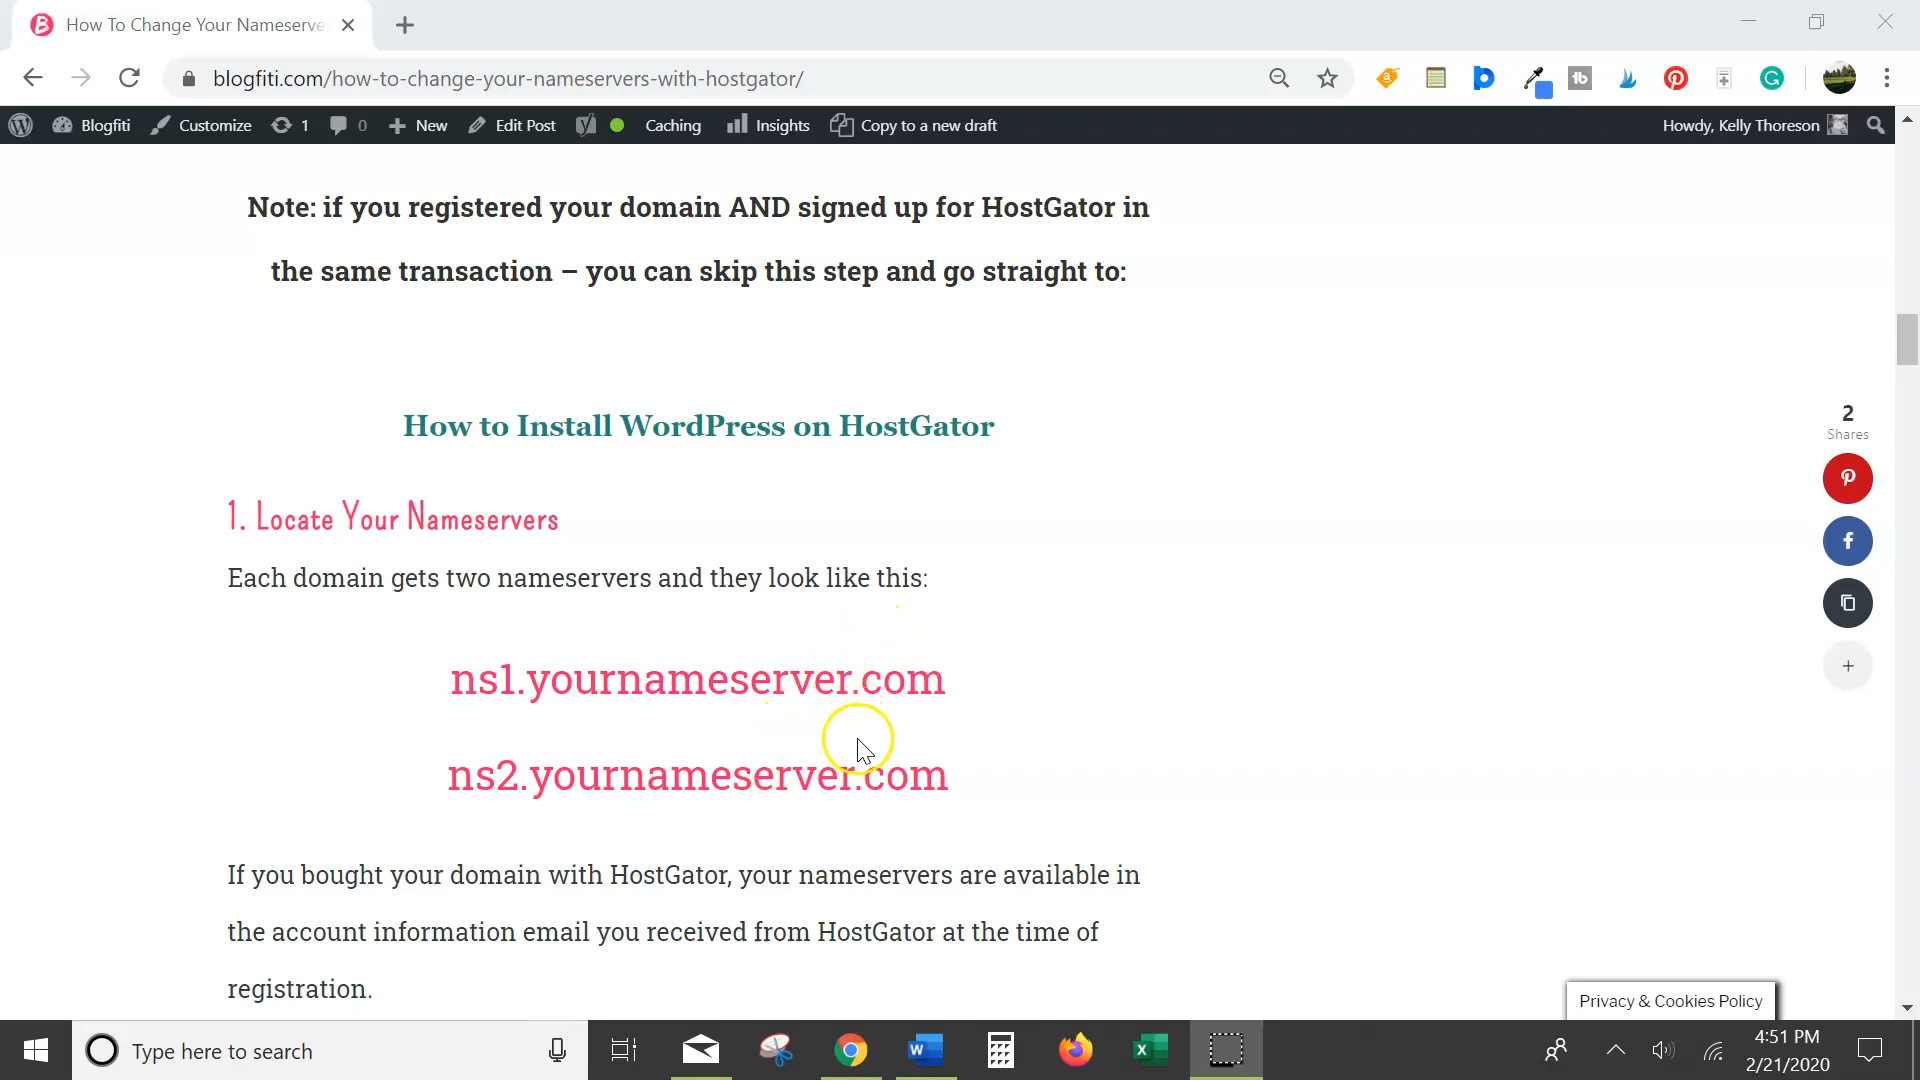 How To Change Your Nameserve
blogfiti.com/how-to-change-your-nameservers-with-hostgator/
Blogfiti Customize 1 0 New Edit Post Caching Insights Copy to a new draft Howdy, Kelly Thoreson
Note: if you registered your domain AND signed up for HostGator in
the same transaction – you can skip this step and go straight to:
How to Install WordPress on HostGator
2
Shares
1. Locate Your Nameservers
Each domain gets two nameservers and they look like this:
ns1.yournameserver.com
ns2.yournameserver.com
If you bought your domain with HostGator, your nameservers are available in
the account information email you received from HostGator at the time of
registration.
Privacy & Cookies Policy
Type here to search
4:51 PM
2/21/2020